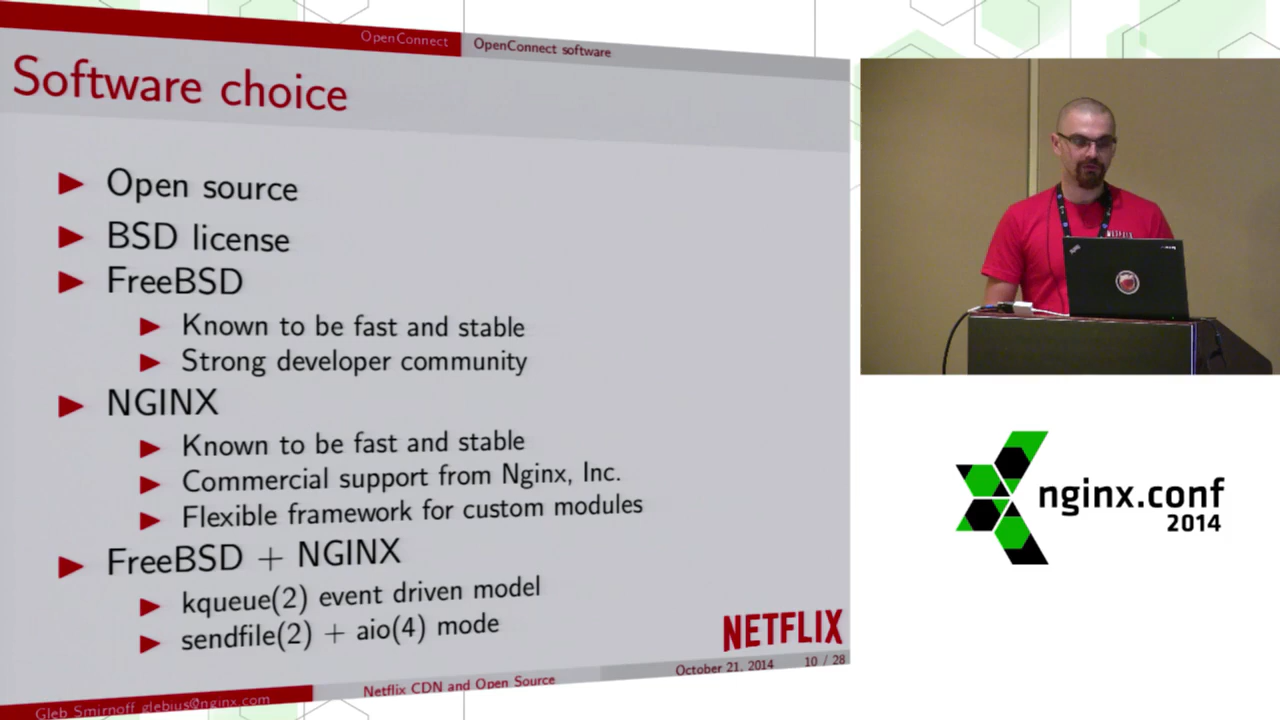 OpenConnect
OpenConnect software
Software choice
Open source
BSD license
FreeBSD
Known to be fast and stable
Strong developer community
NGINX
Known to be fast and stable
Commercial support from Nginx, Inc.
Flexible framework for custom modules
FreeBSD + NGINX
kqueue(2) event driven model
sendfile(2) + aio(4) mode
NETFLIX
October 21, 2014 10 / 28
Netflix CDN and Open Source
Gleb Smirnoff glebius@nginx.com
nginx.conf
2014